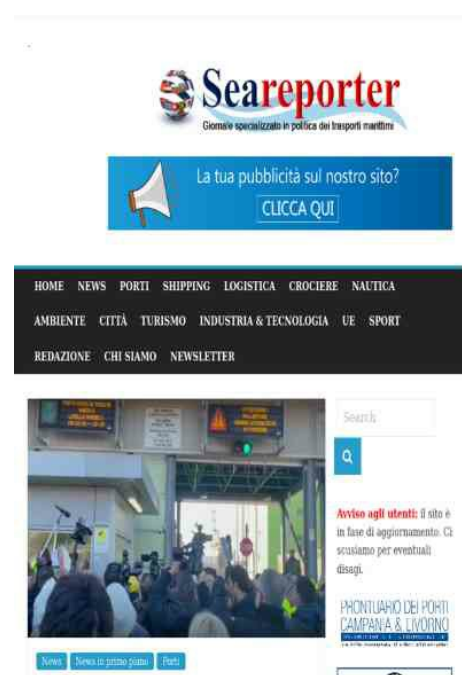 Seareporter
Giornale specializzato in politica dei trasporti marittimi
La tua pubblicità sul nostro sito?
CLICCA QUI
HOME NEWS PORTI SHIPPING LOGISTICA CROCIERE NAUTICA
AMBIENTE CITTÀ TURISMO INDUSTRIA & TECNOLOGIA UE SPORT
REDAZIONE CHI SIAMO NEWSLETTER
Search
Avviso agli utenti: il sito è
in fase di aggiornamento. Ci
scusiamo per eventuali
disagi.
PRONTUARIO DEI PORTI
CAMPANIA & LIVORNO
News News in primo piano Porti